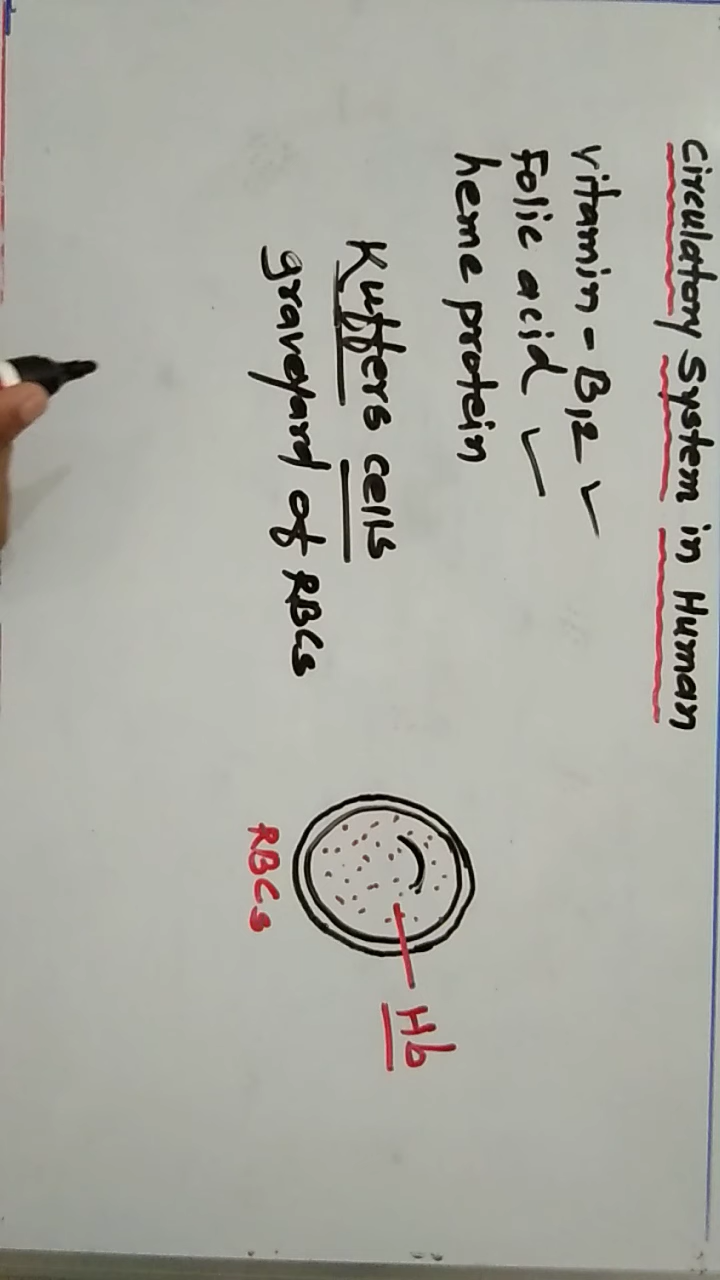 Circulatory System in Human
Vitamin - B12 ✓
Folic acid ✓
heme protein
Kuffers cells
graveyard of RBCs
Hb
RBCs